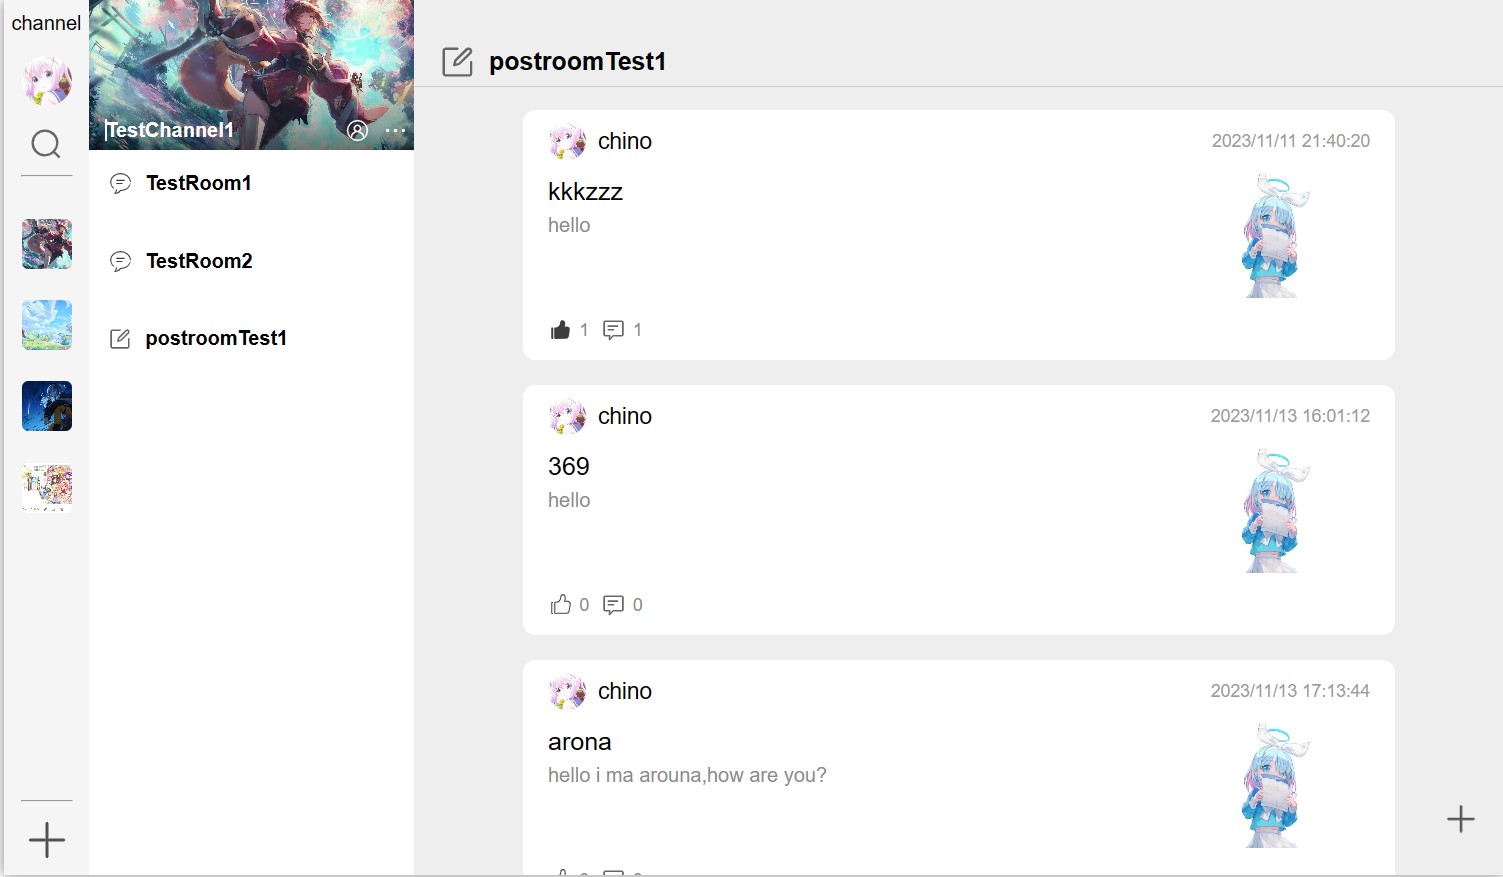 channel
TestChannel1
TestRoom1
TestRoom2
postroomTest1
postroomTest1
chino
2023/11/11 21:40:20
kkkzzz
hello
1 1
chino
2023/11/13 16:01:12
369
hello
0 0
chino
2023/11/13 17:13:44
arona
hello i ma arouna,how are you?